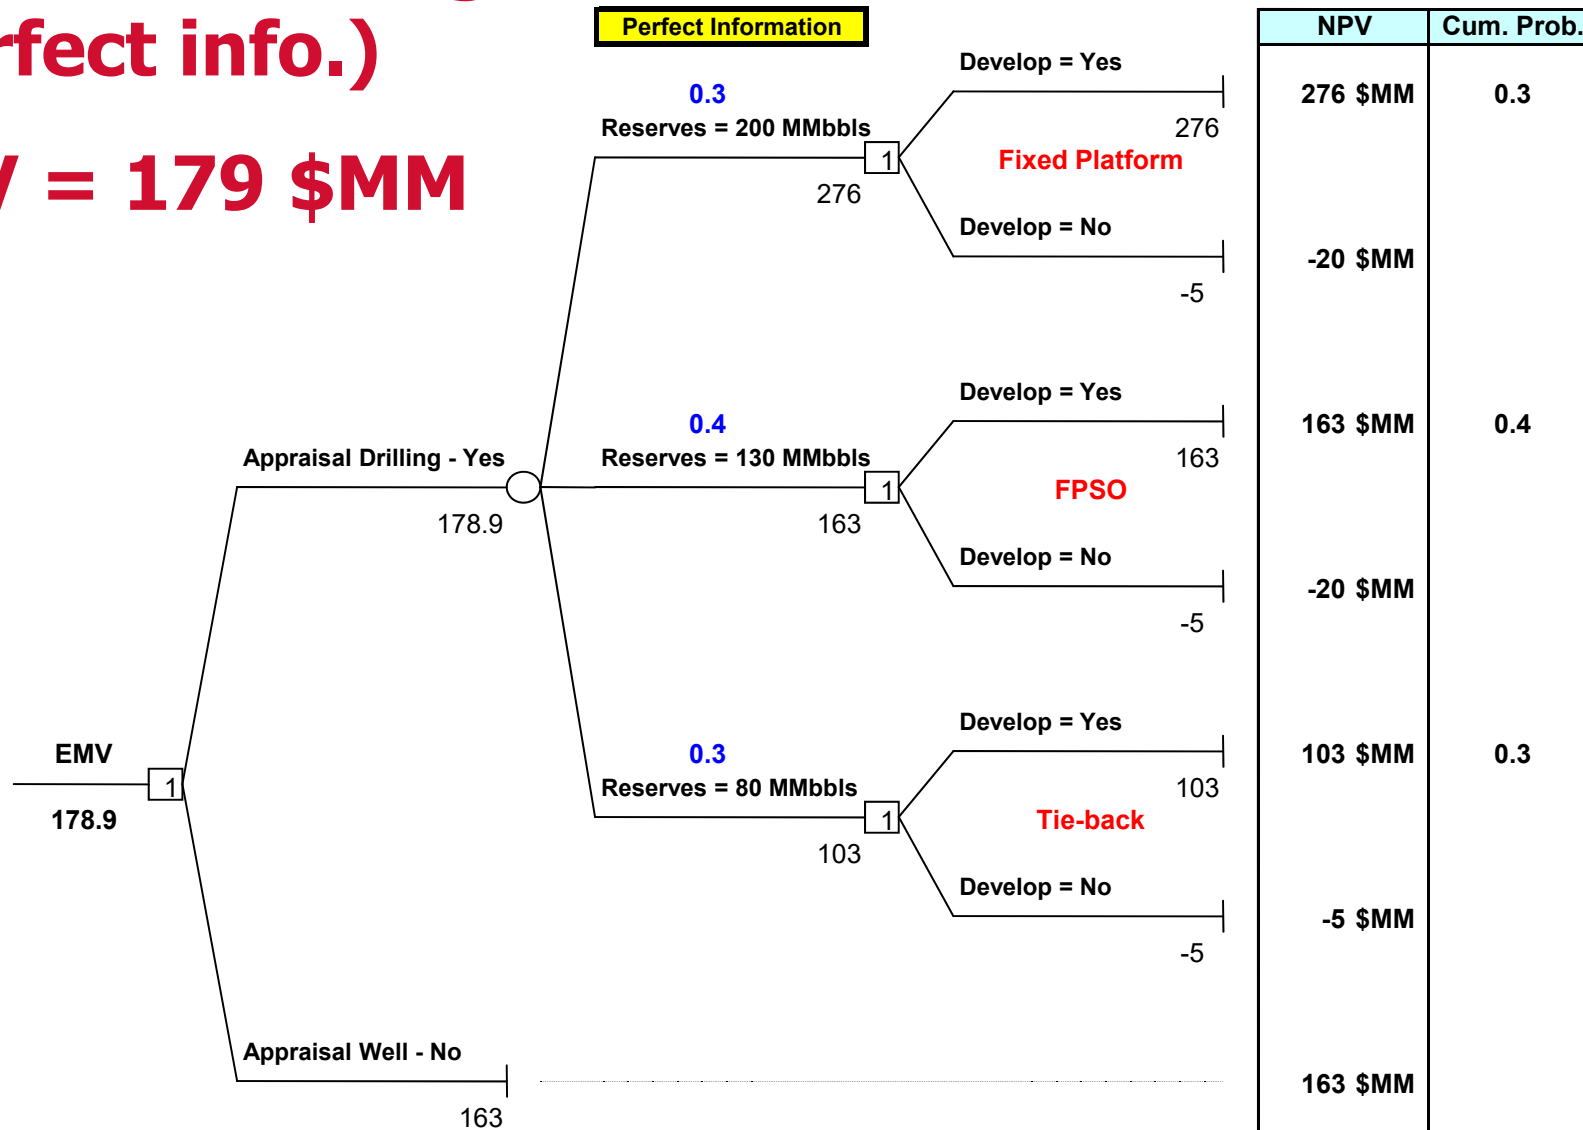 rfect info.)
= 179 $MM
Perfect Information
NPV
Cum. Prob.
Develop = Yes
0.3
276 $MM
0.3
Reserves = 200 MMbbls
276
1
Fixed Platform
276
Develop = No
-20 $MM
-5
Develop = Yes
0.4
163 $MM
0.4
Appraisal Drilling - Yes
Reserves = 130 MMbbls
163
1
FPSO
178.9
163
Develop = No
-20 $MM
-5
Develop = Yes
EMV
0.3
103 $MM
0.3
1
Reserves = 80 MMbbls
103
178.9
1
Tie-back
103
Develop = No
-5 $MM
-5
Appraisal Well - No
163 $MM
163